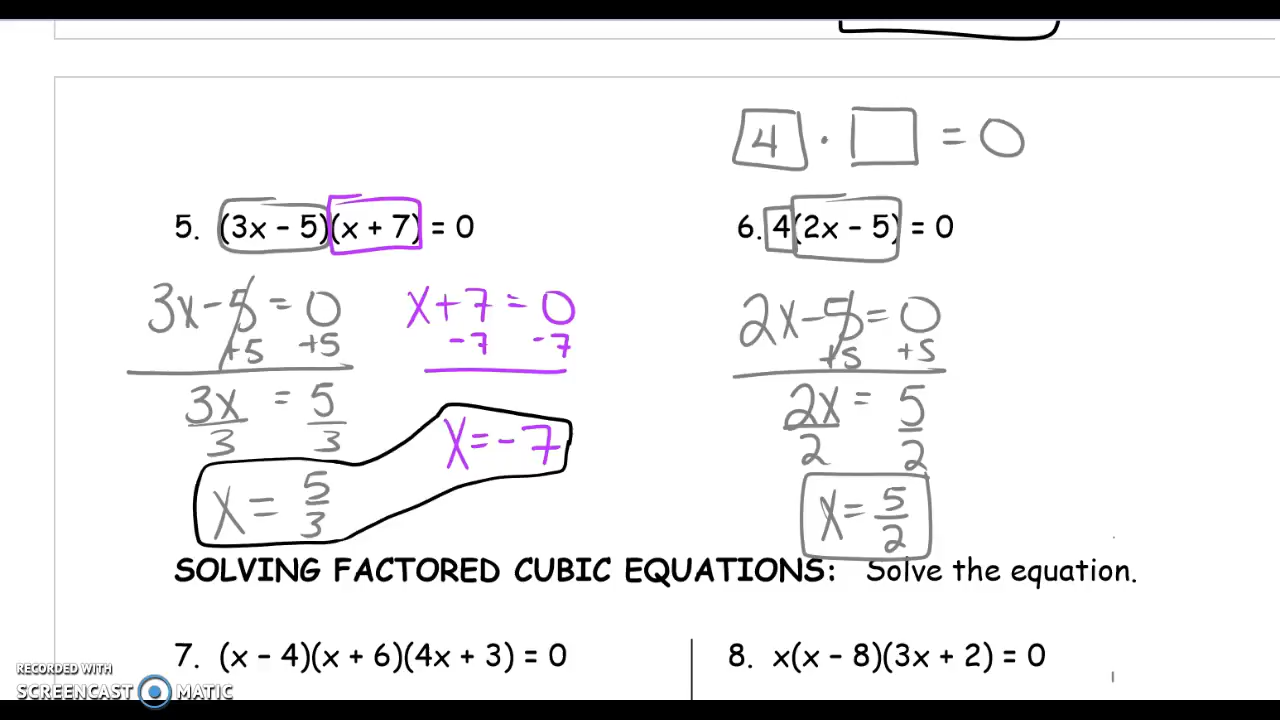 4 · □ = 0
5. (3x – 5)(x + 7) = 0
3x – 5 = 0
+5 +5
3x/3 = 5/3
x = 5/3
x + 7 = 0
-7 -7
x = -7
6. 4(2x – 5) = 0
2x – 5 = 0
+5 +5
2x/2 = 5/2
x = 5/2
SOLVING FACTORED CUBIC EQUATIONS: Solve the equation.
7. (x – 4)(x + 6)(4x + 3) = 0
8. x(x – 8)(3x + 2) = 0
RECORDED WITH
SCREENCAST MATIC